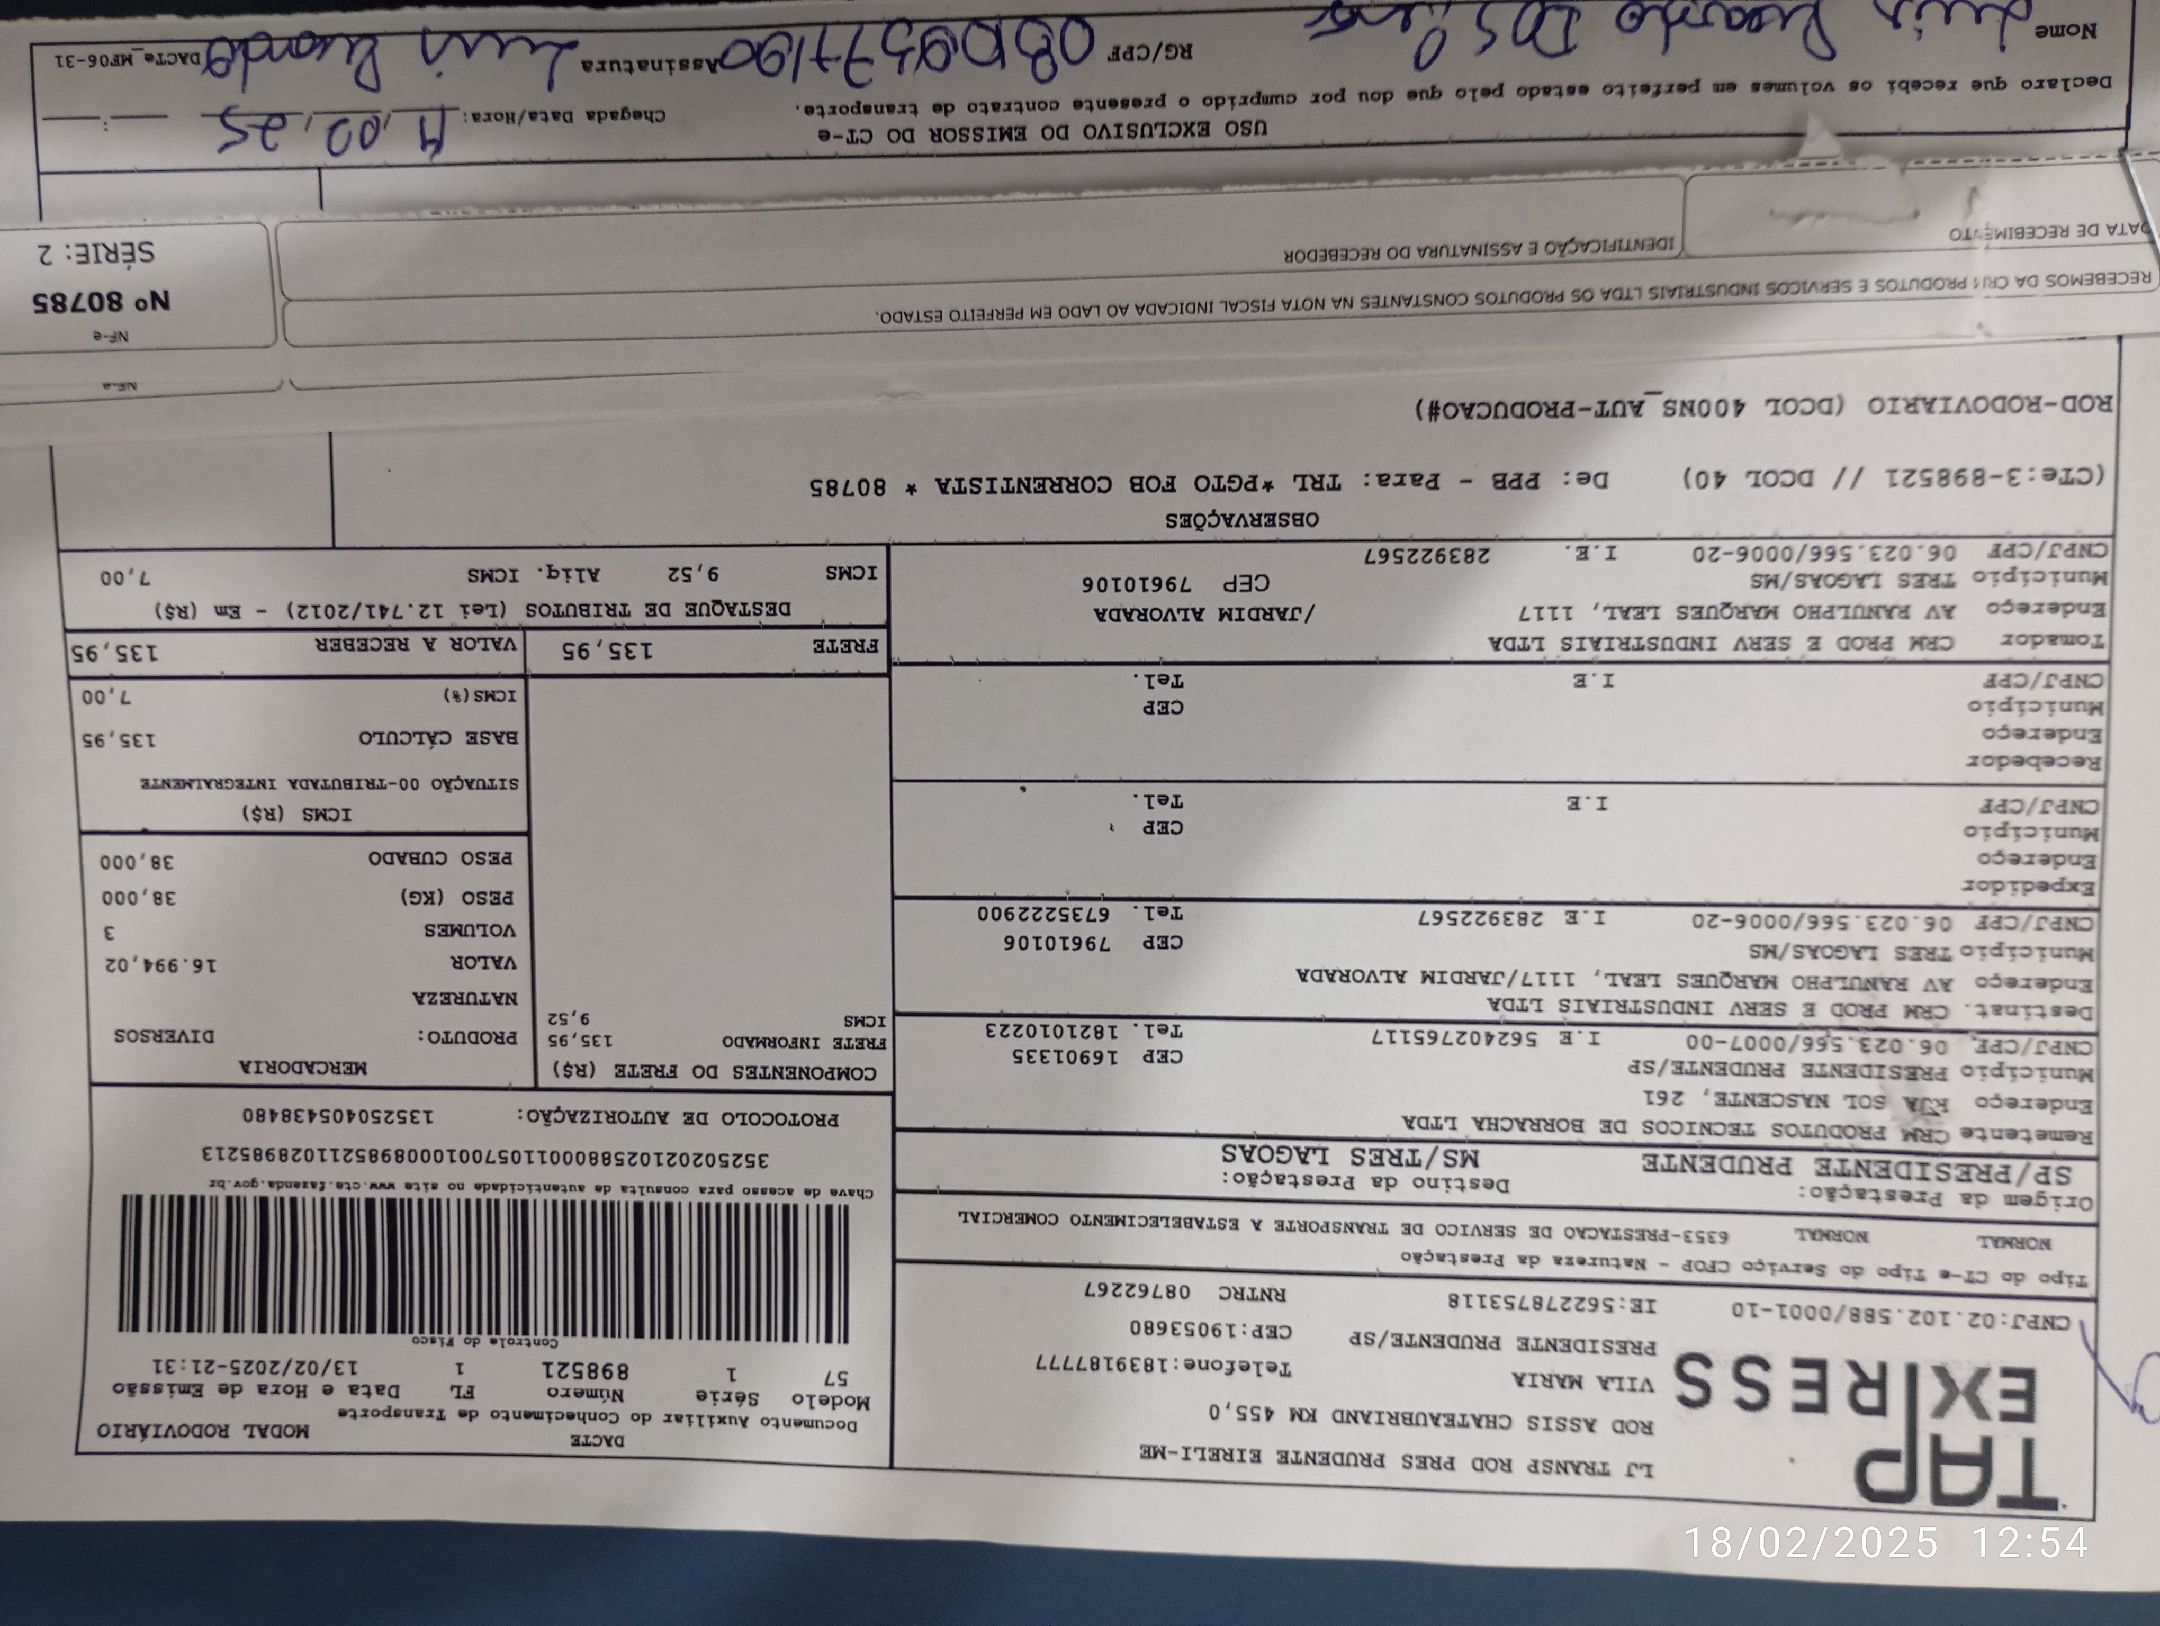 TAP
EXPRESS
LJ TRANSP ROD PRES PRUDENTE EIRELI-ME
ROD ASSIS CHATEAUBRIAND KM 455,0
VILA MARIA Telefone:1839187777
PRESIDENTE PRUDENTE/SP CEP:19053680
CNPJ:02.102.588/0001-10 IE:562278753118 RNTRC 08762267
DACTE MODAL RODOVIÁRIO
Documento Auxiliar do Conhecimento de Transporte
Modelo Série Número FL Data e Hora de Emissão
57 1 898521 1 13/02/2025-21:31
Controle do Fisco
Chave de acesso para consulta de autenticidade no site www.cte.fazenda.gov.br
35250202102588000110570010008985211028985213
PROTOCOLO DE AUTORIZAÇÃO: 135250405438480
Tipo do CT-e Tipo do Serviço CFOP - Natureza da Prestação
NORMAL NORMAL 6353-PRESTACAO DE SERVICO DE TRANSPORTE A ESTABELECIMENTO COMERCIAL
Origem da Prestação: Destino da Prestação:
SP/PRESIDENTE PRUDENTE MS/TRES LAGOAS
Remetente CRM PRODUTOS TECNICOS DE BORRACHA LTDA
Endereço RUA SOL NASCENTE, 261
Município PRESIDENTE PRUDENTE/SP CEP 16901335
CNPJ/CPF 06.023.566/0007-00 I.E 562402765117 Tel. 1821010223
Destinat. CRM PROD E SERV INDUSTRIAIS LTDA
Endereço AV RANULPHO MARQUES LEAL, 1117/JARDIM ALVORADA
Município TRES LAGOAS/MS CEP 79610106
CNPJ/CPF 06.023.566/0006-20 I.E 283922567 Tel. 6735222900
Expedidor
Endereço
Município CEP
CNPJ/CPF I.E Tel.
Recebedor
Endereço
Município CEP
CNPJ/CPF I.E Tel.
Tomador CRM PROD E SERV INDUSTRIAIS LTDA
Endereço AV RANULPHO MARQUES LEAL, 1117 /JARDIM ALVORADA
Município TRES LAGOAS/MS CEP 79610106
CNPJ/CPF 06.023.566/0006-20 I.E. 283922567
COMPONENTES DO FRETE (R$)
FRETE INFORMADO 135,95
ICMS 9,52
MERCADORIA
PRODUTO: DIVERSOS
NATUREZA
VALOR 16.994,02
VOLUMES 3
PESO (KG) 38,000
PESO CUBADO 38,000
ICMS (R$)
SITUAÇÃO 00-TRIBUTADA INTEGRALMENTE
BASE CÁLCULO 135,95
ICMS(%) 7,00
FRETE 135,95 VALOR A RECEBER 135,95
DESTAQUE DE TRIBUTOS (Lei 12.741/2012) - Em (R$)
ICMS 9,52 Aliq. ICMS 7,00
OBSERVAÇÕES
(CTe:3-898521 // DCOL 40) De: PPB - Para: TRL *PGTO FOB CORRENTISTA * 80785
ROD-RODOVIARIO (DCOL 400NS_AUT-PRODUCAO#)
NF-e
RECEBEMOS DA CRM PRODUTOS E SERVICOS INDUSTRIAIS LTDA OS PRODUTOS CONSTANTES NA NOTA FISCAL INDICADA AO LADO EM PERFEITO ESTADO.
NF-e
Nº 80785
SÉRIE: 2
DATA DE RECEBIMENTO IDENTIFICAÇÃO E ASSINATURA DO RECEBEDOR
USO EXCLUSIVO DO EMISSOR DO CT-e
Declaro que recebi os volumes em perfeito estado pelo que dou por cumprido o presente contrato de transporte. Chegada Data/Hora:
Nome Luis Ricardo RG/CPF Assinatura Luis Ricardo DACTe_MF06-31
18/02/2025 12:54